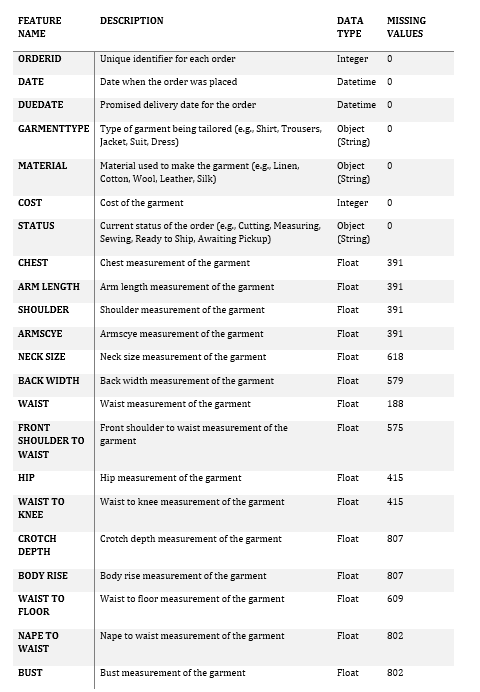 FEATURE NAME DESCRIPTION DATA TYPE MISSING VALUES
ORDERID Unique identifier for each order Integer 0
DATE Date when the order was placed Datetime 0
DUEDATE Promised delivery date for the order Datetime 0
GARMENTTYPE Type of garment being tailored (e.g., Shirt, Trousers, Object 0
Jacket, Suit, Dress) (String)
MATERIAL Material used to make the garment (e.g., Linen, Object 0
Cotton, Wool, Leather, Silk) (String)
COST Cost of the garment Integer 0
STATUS Current status of the order (e.g., Cutting, Measuring, Object 0
Sewing, Ready to Ship, Awaiting Pickup) (String)
CHEST Chest measurement of the garment Float 391
ARM LENGTH Arm length measurement of the garment Float 391
SHOULDER Shoulder measurement of the garment Float 391
ARMSCYE Armscye measurement of the garment Float 391
NECK SIZE Neck size measurement of the garment Float 618
BACK WIDTH Back width measurement of the garment Float 579
WAIST Waist measurement of the garment Float 188
FRONT Front shoulder to waist measurement of the Float 575
SHOULDER TO garment
WAIST
HIP Hip measurement of the garment Float 415
WAIST TO Waist to knee measurement of the garment Float 415
KNEE
CROTCH Crotch depth measurement of the garment Float 807
DEPTH
BODY RISE Body rise measurement of the garment Float 807
WAIST TO Waist to floor measurement of the garment Float 609
FLOOR
NAPE TO Nape to waist measurement of the garment Float 802
WAIST
BUST Bust measurement of the garment Float 802